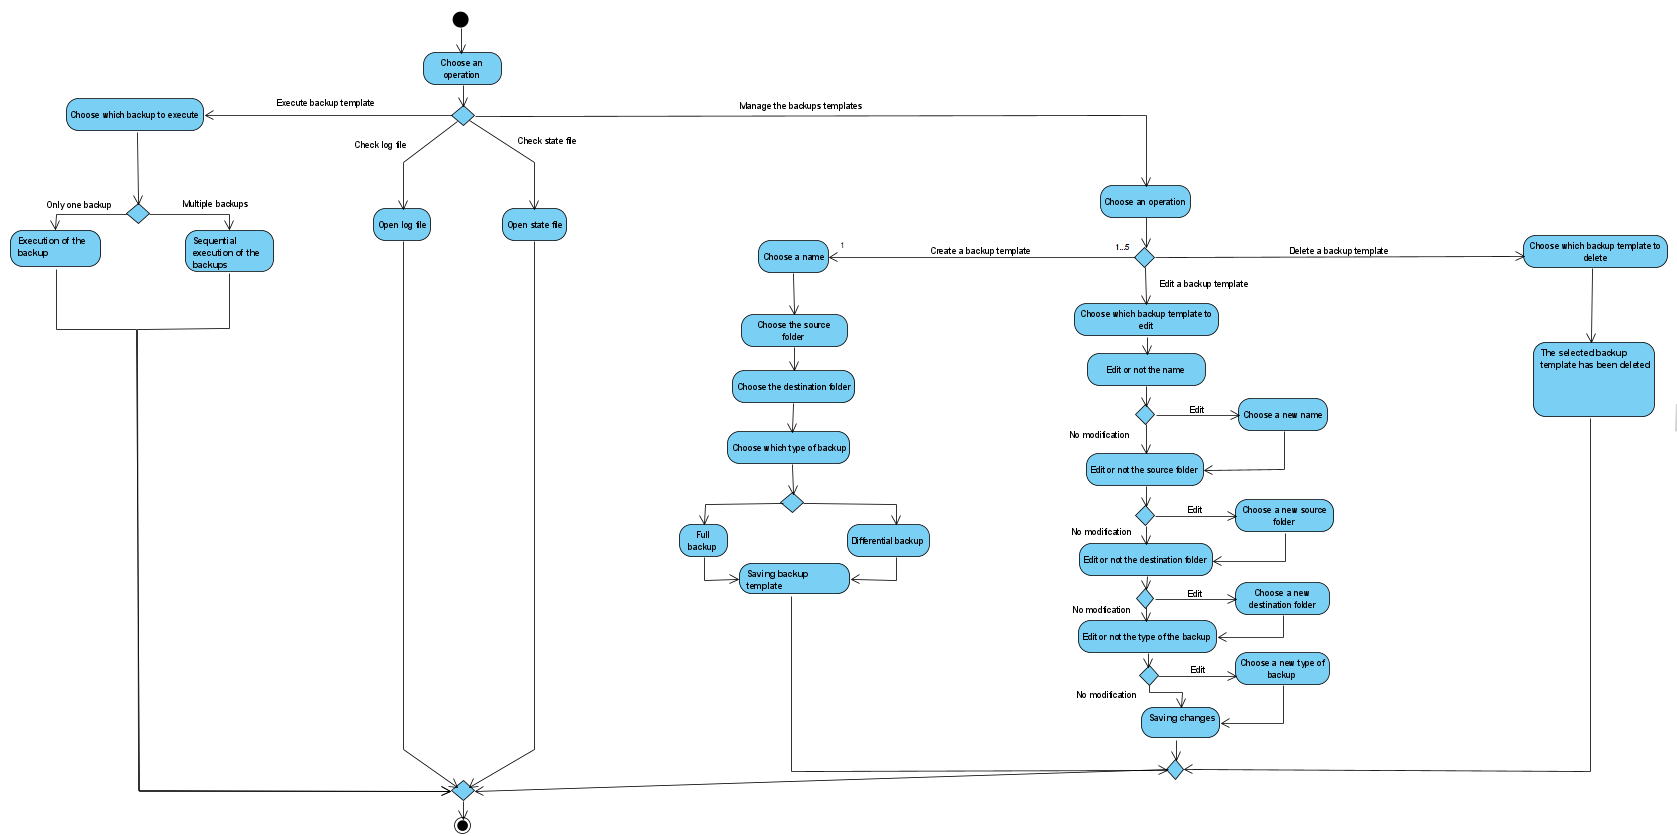 Choose an
operation
Execute backup template
Manage the backups templates
Choose which backup to execute
Check log file
Check state file
Only one backup
Multiple backups
Choose an operation
Open log file
Open state file
Execution of the
backup
Sequential
execution of the
backups
1
Create a backup template
1...5
Delete a backup template
Choose a name
Choose which backup template to
delete
Edit a backup template
Choose which backup template to
edit
Choose the source
folder
The selected backup
template has been deleted
Edit or not the name
Choose the destination folder
Edit
Choose a new name
No modification
Choose which type of backup
Edit or not the source folder
Edit
Choose a new source
folder
No modification
Full
backup
Differential backup
Edit or not the destination folder
Saving backup
template
Edit
Choose a new
destination folder
No modfication
Edit or not the type of the backup
Edit
Choose a new type of
backup
No modification
Saving changes